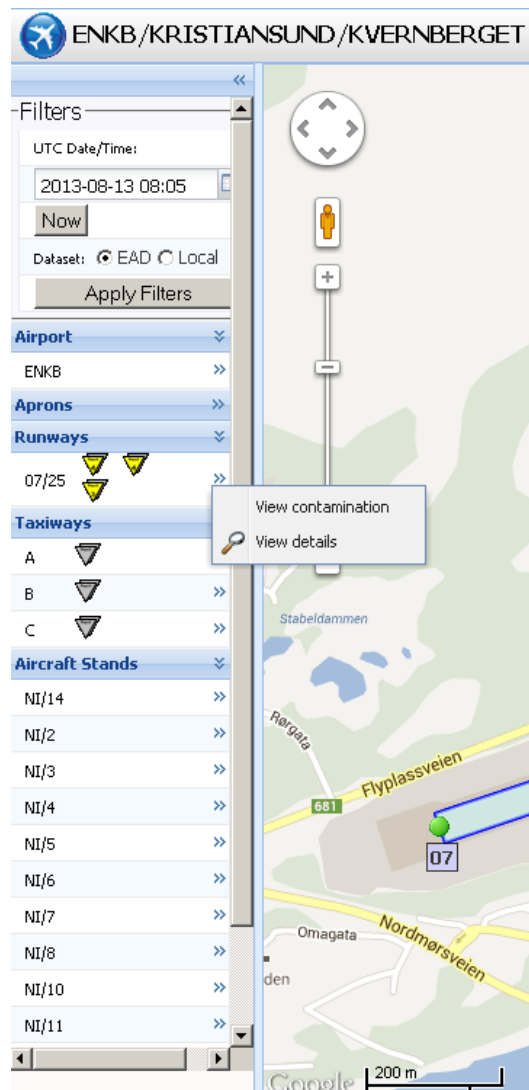 ENKB/KRISTIANSUND/KVERNBERGET
Filters
UTC Date/Time:
2013-08-13 08:05
Now
Dataset: EAD Local
Apply Filters
Airport
ENKB
Aprons
Runways
07/25
View contamination
View details
Taxiways
A
B
C
Aircraft Stands
NI/14
NI/2
NI/3
NI/4
NI/5
NI/6
NI/7
NI/8
NI/10
NI/11
Stabeldammen
Rørgata
Flyplassveien
681
07
Nordmørsveien
Omagata
den
Google
200 m